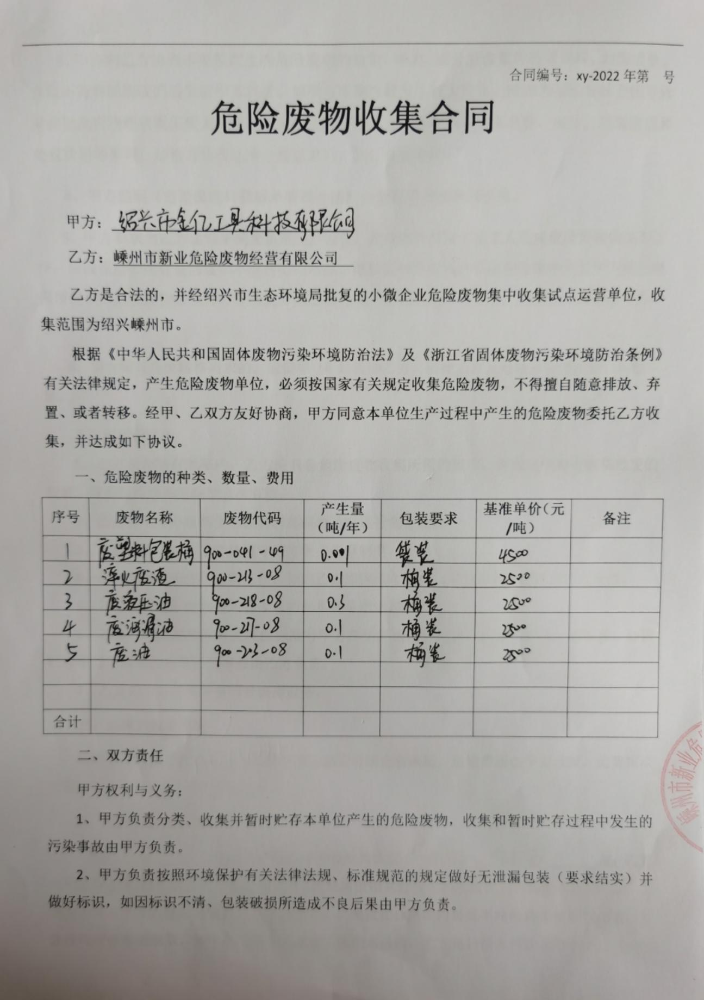 合同编号：xy-2022 年第 号
危险废物收集合同
甲方：绍兴市金亿工具科技有限公司
乙方：嵊州市新业危险废物经营有限公司
乙方是合法的，并经绍兴市生态环境局批复的小微企业危险废物集中收集试点运营单位，收
集范围为绍兴嵊州市。
根据《中华人民共和国固体废物污染环境防治法》及《浙江省固体废物污染环境防治条例》
有关法律规定，产生危险废物单位，必须按国家有关规定收集危险废物，不得擅自随意排放、弃
置、或者转移。经甲、乙双方友好协商，甲方同意本单位生产过程中产生的危险废物委托乙方收
集，并达成如下协议。
一、危险废物的种类、数量、费用
序号 废物名称 废物代码 产生量（吨/年） 包装要求 基准单价（元/吨） 备注
1 废塑料包装桶 900-041-49 0.001 袋装 4500
2 淬火废渣 900-213-08 0.1 桶装 2500
3 废液压油 900-218-08 0.3 桶装 2500
4 废润滑油 900-217-08 0.1 桶装 2500
5 废油 900-203-08 0.1 桶装 2500
合计
二、双方责任
甲方权利与义务：
1、甲方负责分类、收集并暂时贮存本单位产生的危险废物，收集和暂时贮存过程中发生的
污染事故由甲方负责。
2、甲方负责按照环境保护有关法律法规、标准规范的规定做好无泄漏包装（要求结实）并
做好标识，如因标识不清、包装破损所造成不良后果由甲方负责。
嵊州市新业危